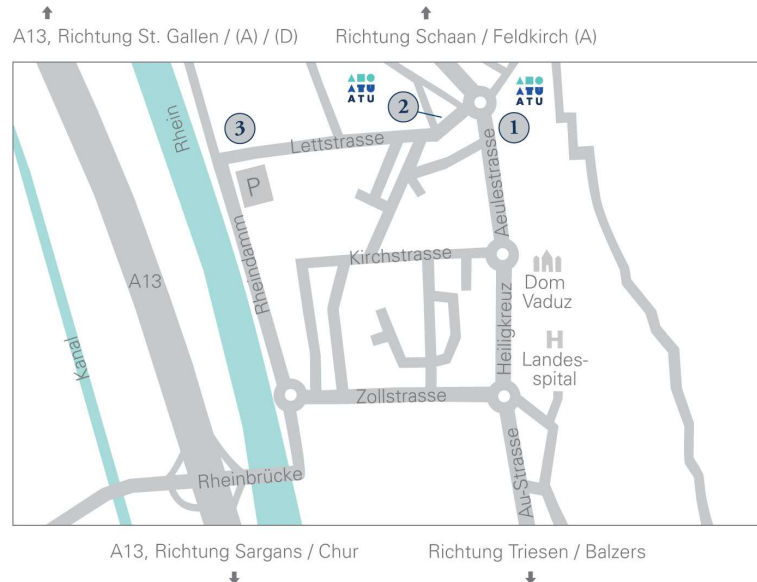 A13, Richtung St. Gallen / (A) / (D)
Richtung Schaan / Feldkirch (A)
ATU
ATU
2
1
3
Rhein
Lettstrasse
P
Aeulestrasse
Rheindamm
Kirchstrasse
A13
Dom
Vaduz
Heiligkreuz
H
Landes-
spital
Kanal
Zollstrasse
Rheinbrücke
Au-Strasse
A13, Richtung Sargans / Chur
Richtung Triesen / Balzers